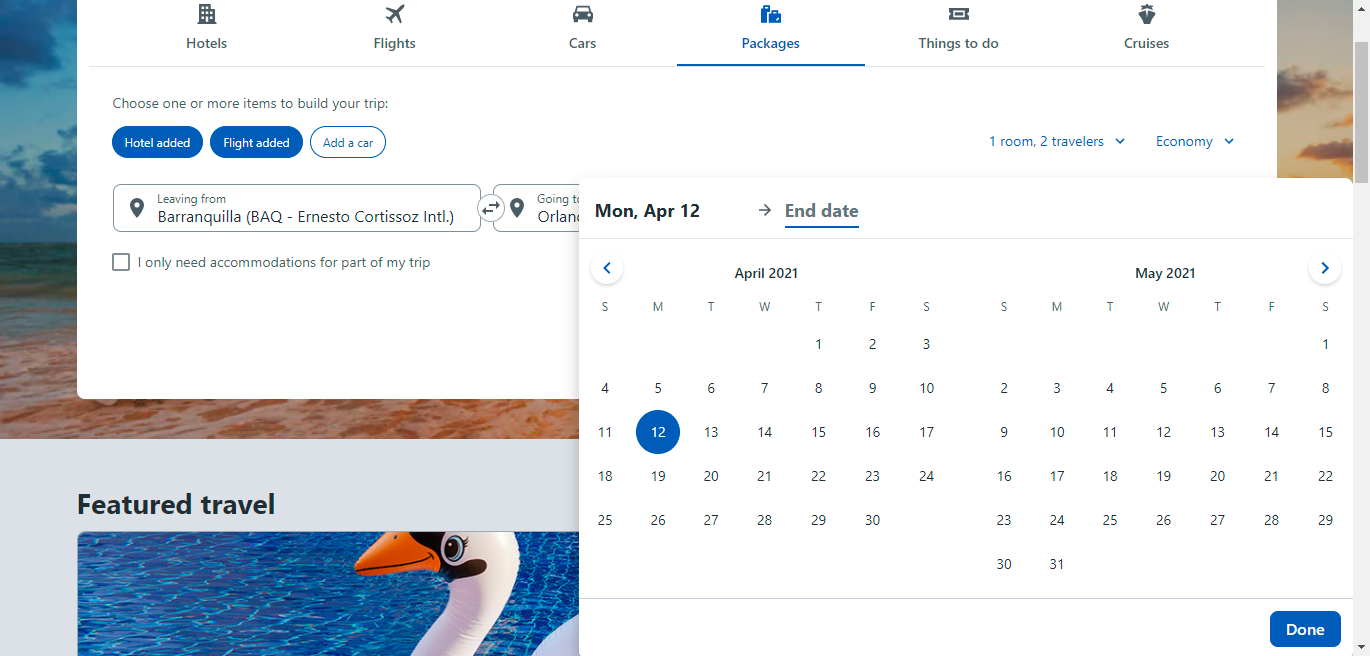 Hotels Flights Cars Packages Things to do Cruises
Choose one or more items to build your trip:
Hotel added Flight added Add a car
1 room, 2 travelers Economy
Leaving from
Barranquilla (BAQ - Ernesto Cortissoz Intl.)
Going to
I only need accommodations for part of my trip
Mon, Apr 12 End date
April 2021
S M T W T F S
1 2 3
4 5 6 7 8 9 10
11 12 13 14 15 16 17
18 19 20 21 22 23 24
25 26 27 28 29 30
May 2021
S M T W T F S
1
2 3 4 5 6 7 8
9 10 11 12 13 14 15
16 17 18 19 20 21 22
23 24 25 26 27 28 29
30 31
Done
Featured travel